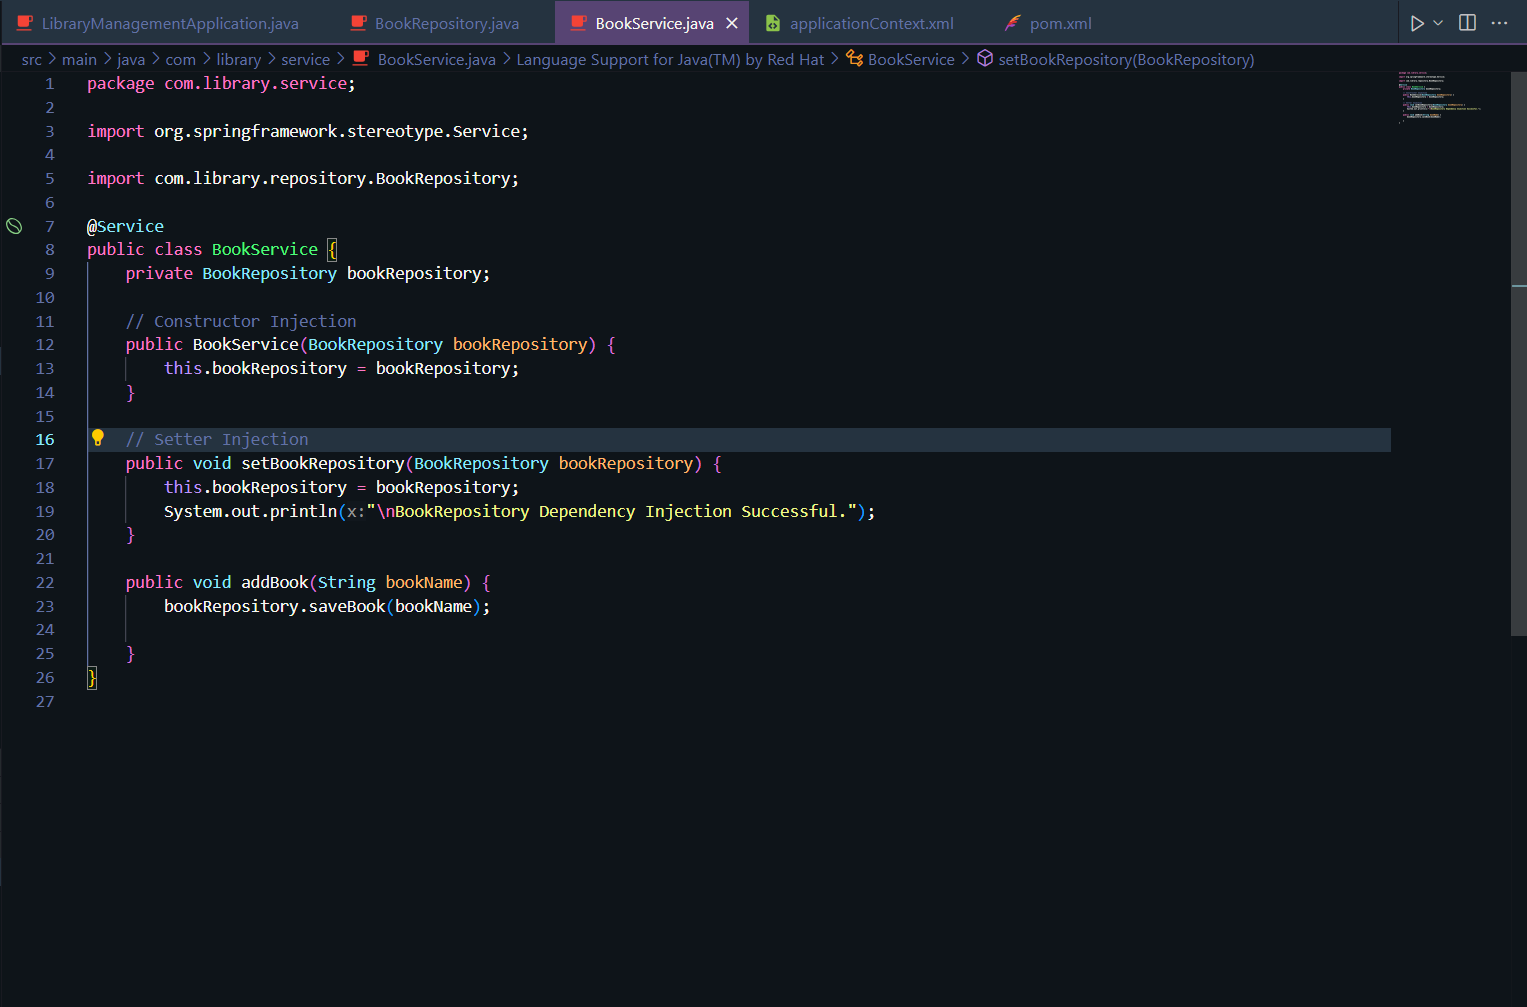 LibraryManagementApplication.java BookRepository.java BookService.java applicationContext.xml pom.xml
src > main > java > com > library > service > BookService.java > Language Support for Java(TM) by Red Hat > BookService > setBookRepository(BookRepository)
1 package com.library.service;
2
3 import org.springframework.stereotype.Service;
4
5 import com.library.repository.BookRepository;
6
7 @Service
8 public class BookService {
9 private BookRepository bookRepository;
10
11 // Constructor Injection
12 public BookService(BookRepository bookRepository) {
13 this.bookRepository = bookRepository;
14 }
15
16 // Setter Injection
17 public void setBookRepository(BookRepository bookRepository) {
18 this.bookRepository = bookRepository;
19 System.out.println(x:"\nBookRepository Dependency Injection Successful.");
20 }
21
22 public void addBook(String bookName) {
23 bookRepository.saveBook(bookName);
24
25 }
26 }
27